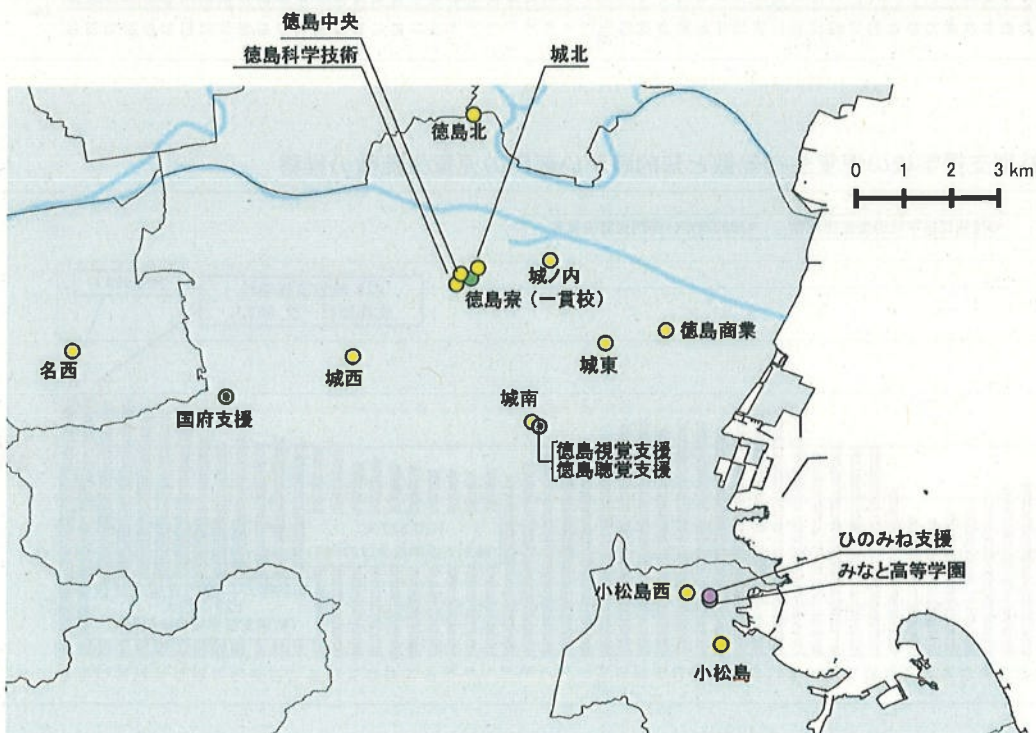 徳島中央
徳島科学技術
城北
徳島北
0 1 2 3 km
城ノ内
徳島寮（一貫校）
徳島商業
城東
名西
城西
国府支援
城南
徳島視覚支援
徳島聴覚支援
ひのみね支援
みなと高等学園
小松島西
小松島